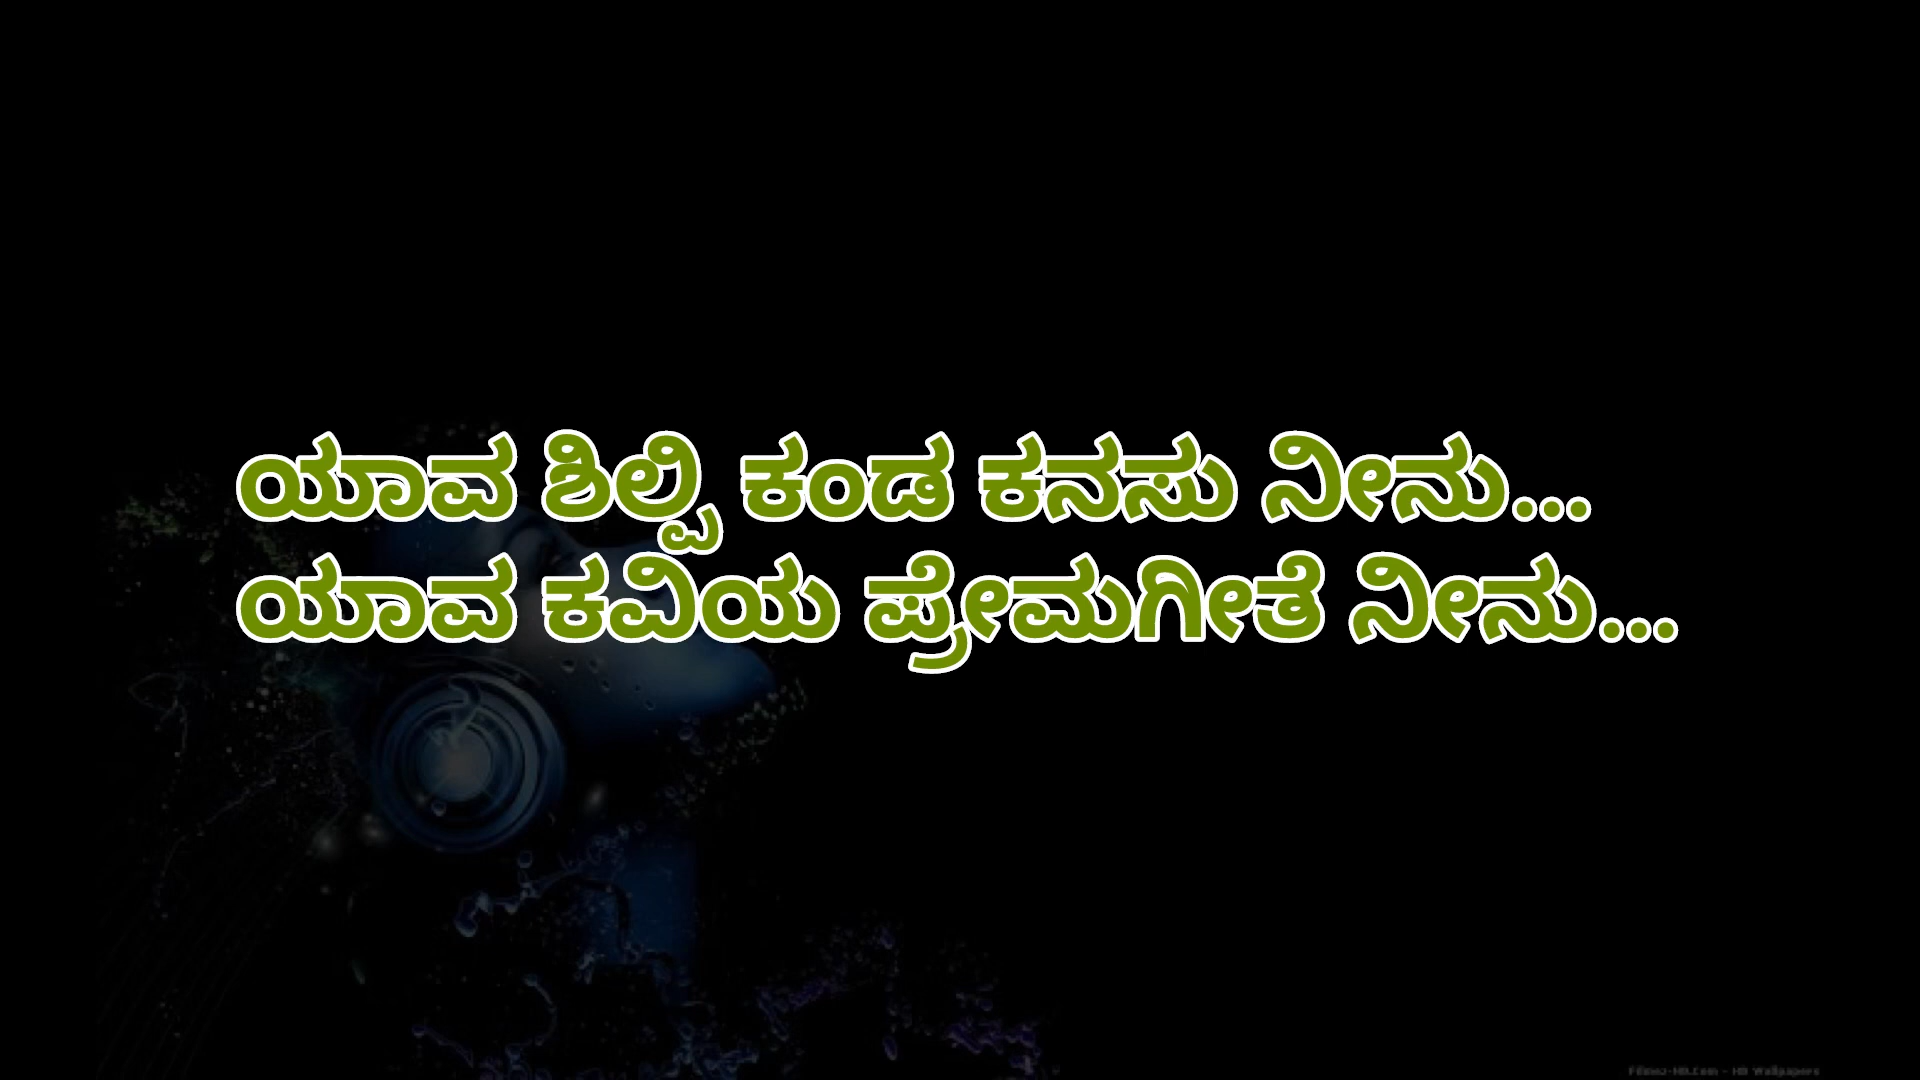 ಯಾವ ಶಿಲ್ಪಿ ಕಂಡ ಕನಸು ನೀನು...
ಯಾವ ಕವಿಯ ಪ್ರೇಮಗೀತೆ ನೀನು...